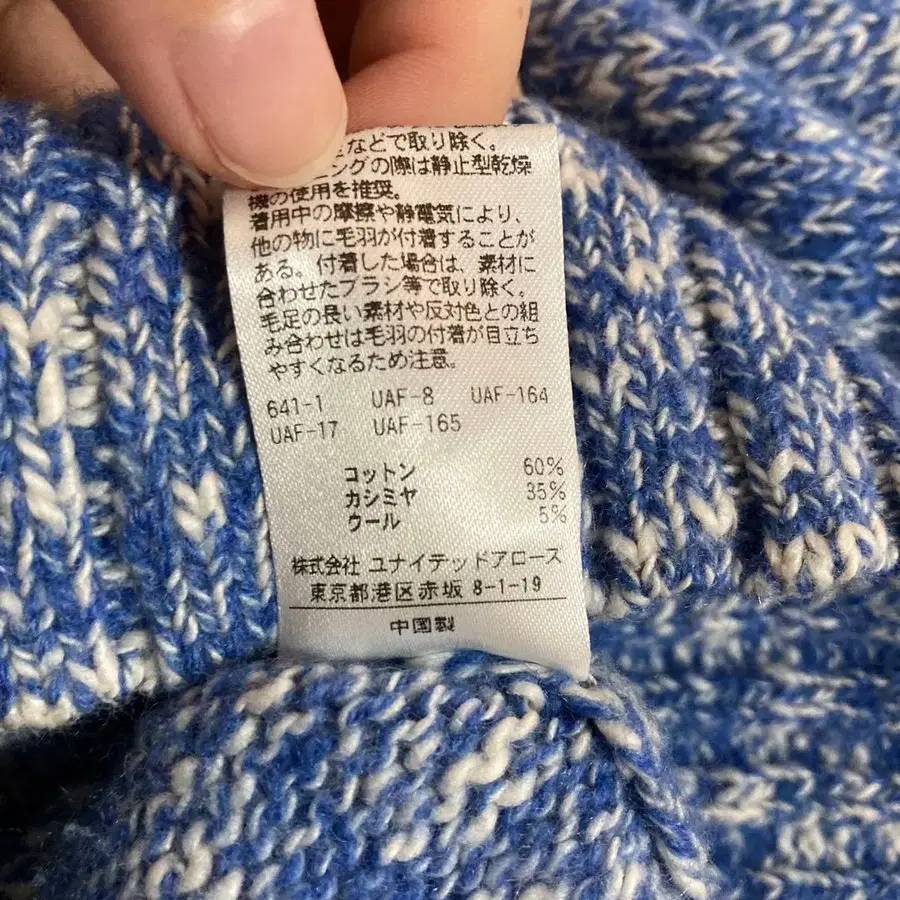 などで取り除く。
ングの際は静止型乾燥
機の使用を推奨。
着用中の摩擦や静電気により、
他の物に毛羽が付着することが
ある。付着した場合は、素材に
合わせたブラシ等で取り除く。
毛足の長い素材や反対色との組
み合わせは毛羽の付着が目立ち
やすくなるため注意。
641-1 UAF-8 UAF-164
UAF-17 UAF-165
コットン 60%
カシミヤ 35%
ウール 5%
株式会社 ユナイテッドアローズ
東京都港区赤坂 8-1-19
中国製